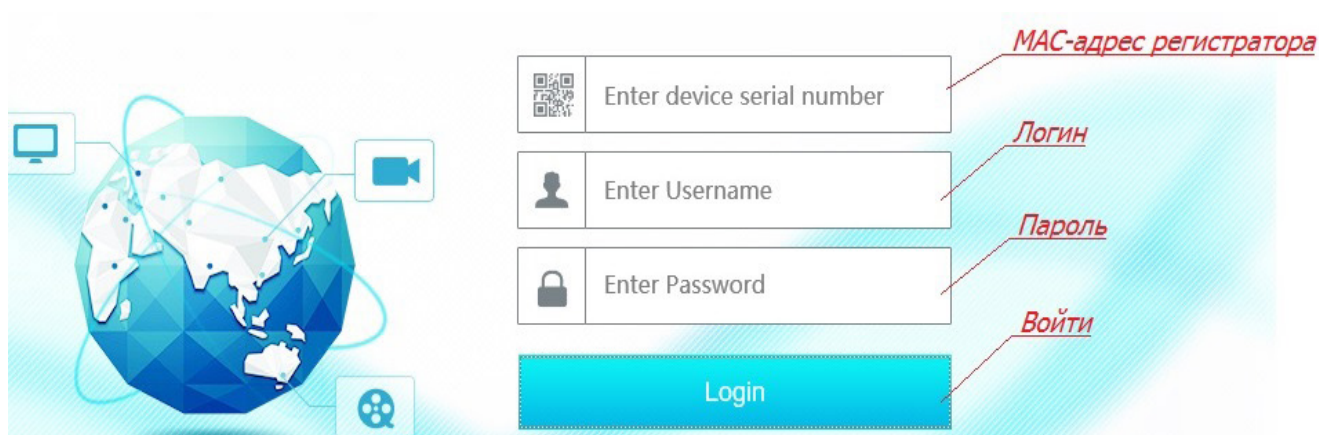 MAC-адрес регистратора
Enter device serial number
Логин
Enter Username
Пароль
Enter Password
Войти
Login